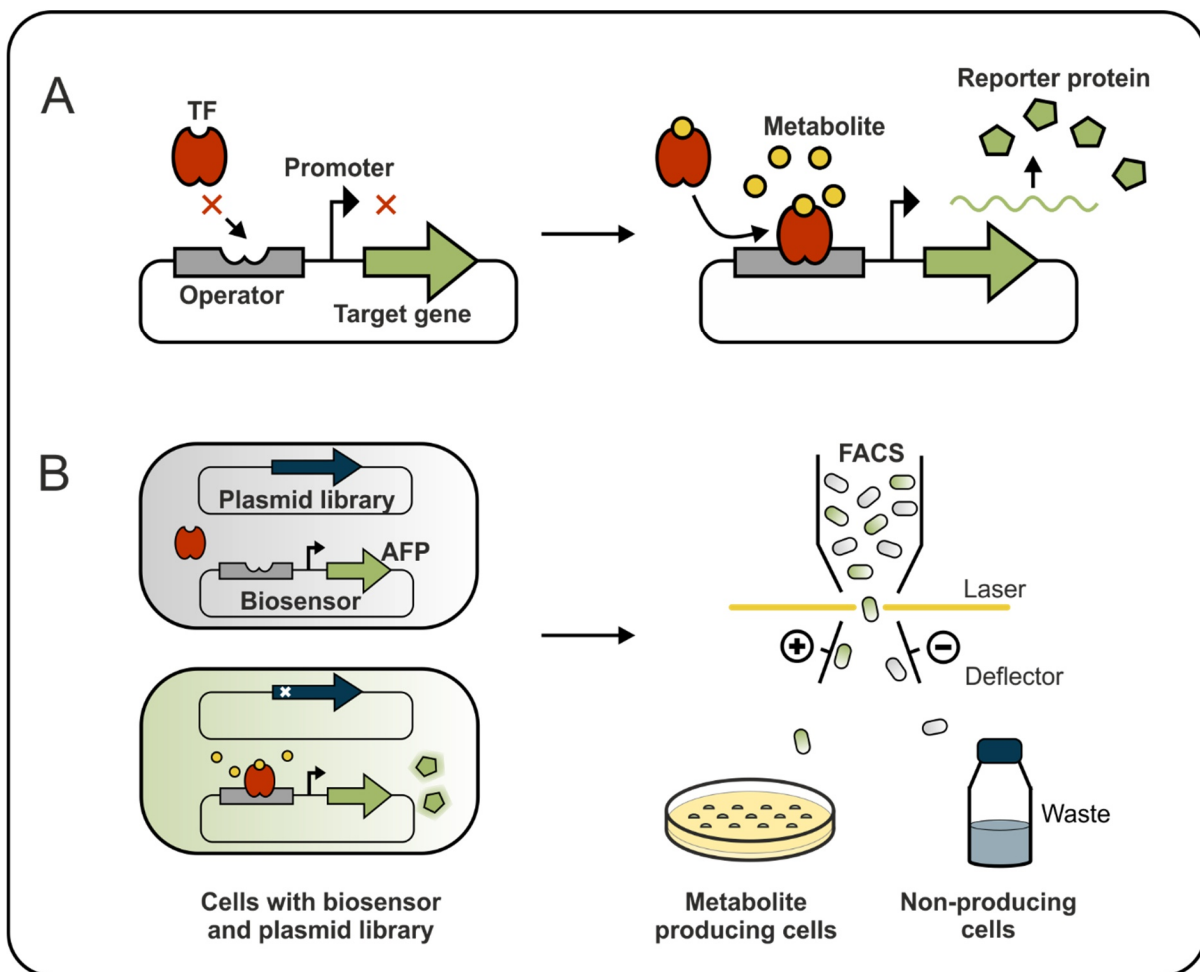 A
TF
Promoter
Operator
Target gene
Metabolite
Reporter protein
B
Plasmid library
AFP
Biosensor
Cells with biosensor
and plasmid library
FACS
Laser
+
−
Deflector
Waste
Metabolite
producing cells
Non-producing
cells